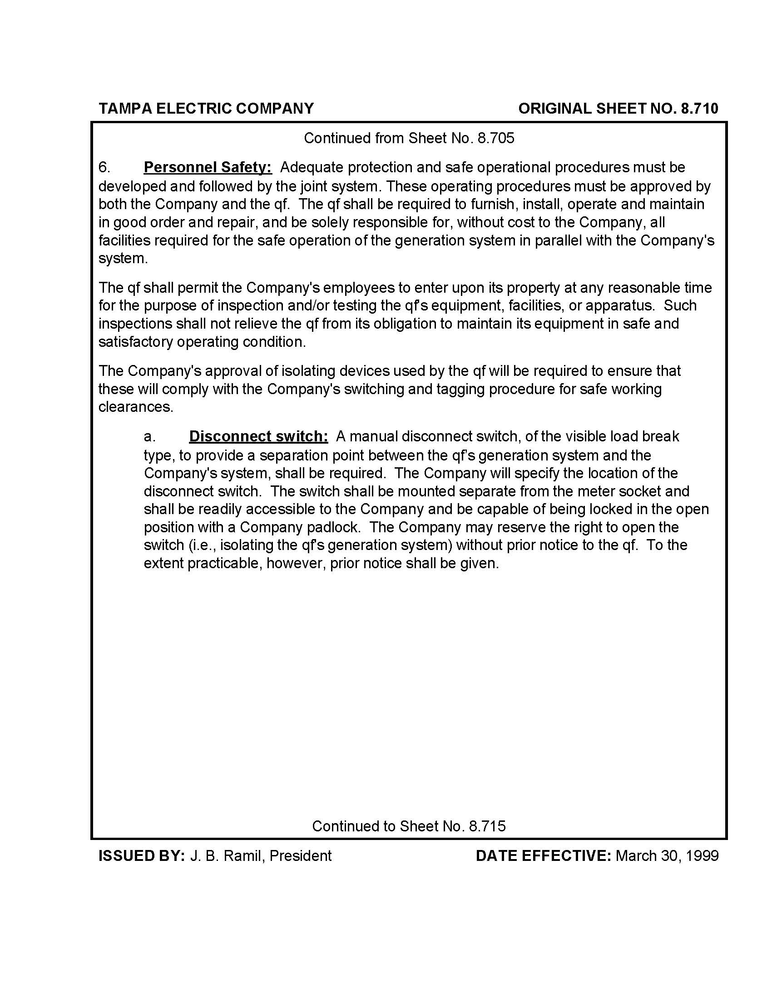 TAMPA ELECTRIC COMPANY ORIGINAL SHEET NO. 8.710
Continued from Sheet No. 8.705
6. Personnel Safety: Adequate protection and safe operational procedures must be
developed and followed by the joint system. These operating procedures must be approved by
both the Company and the qf. The qf shall be required to furnish, install, operate and maintain
in good order and repair, and be solely responsible for, without cost to the Company, all
facilities required for the safe operation of the generation system in parallel with the Company's
system.
The qf shall permit the Company's employees to enter upon its property at any reasonable time
for the purpose of inspection and/or testing the qf's equipment, facilities, or apparatus. Such
inspections shall not relieve the qf from its obligation to maintain its equipment in safe and
satisfactory operating condition.
The Company's approval of isolating devices used by the qf will be required to ensure that
these will comply with the Company's switching and tagging procedure for safe working
clearances.
a. Disconnect switch: A manual disconnect switch, of the visible load break
type, to provide a separation point between the qf's generation system and the
Company's system, shall be required. The Company will specify the location of the
disconnect switch. The switch shall be mounted separate from the meter socket and
shall be readily accessible to the Company and be capable of being locked in the open
position with a Company padlock. The Company may reserve the right to open the
switch (i.e., isolating the qf's generation system) without prior notice to the qf. To the
extent practicable, however, prior notice shall be given.
Continued to Sheet No. 8.715
ISSUED BY: J. B. Ramil, President DATE EFFECTIVE: March 30, 1999